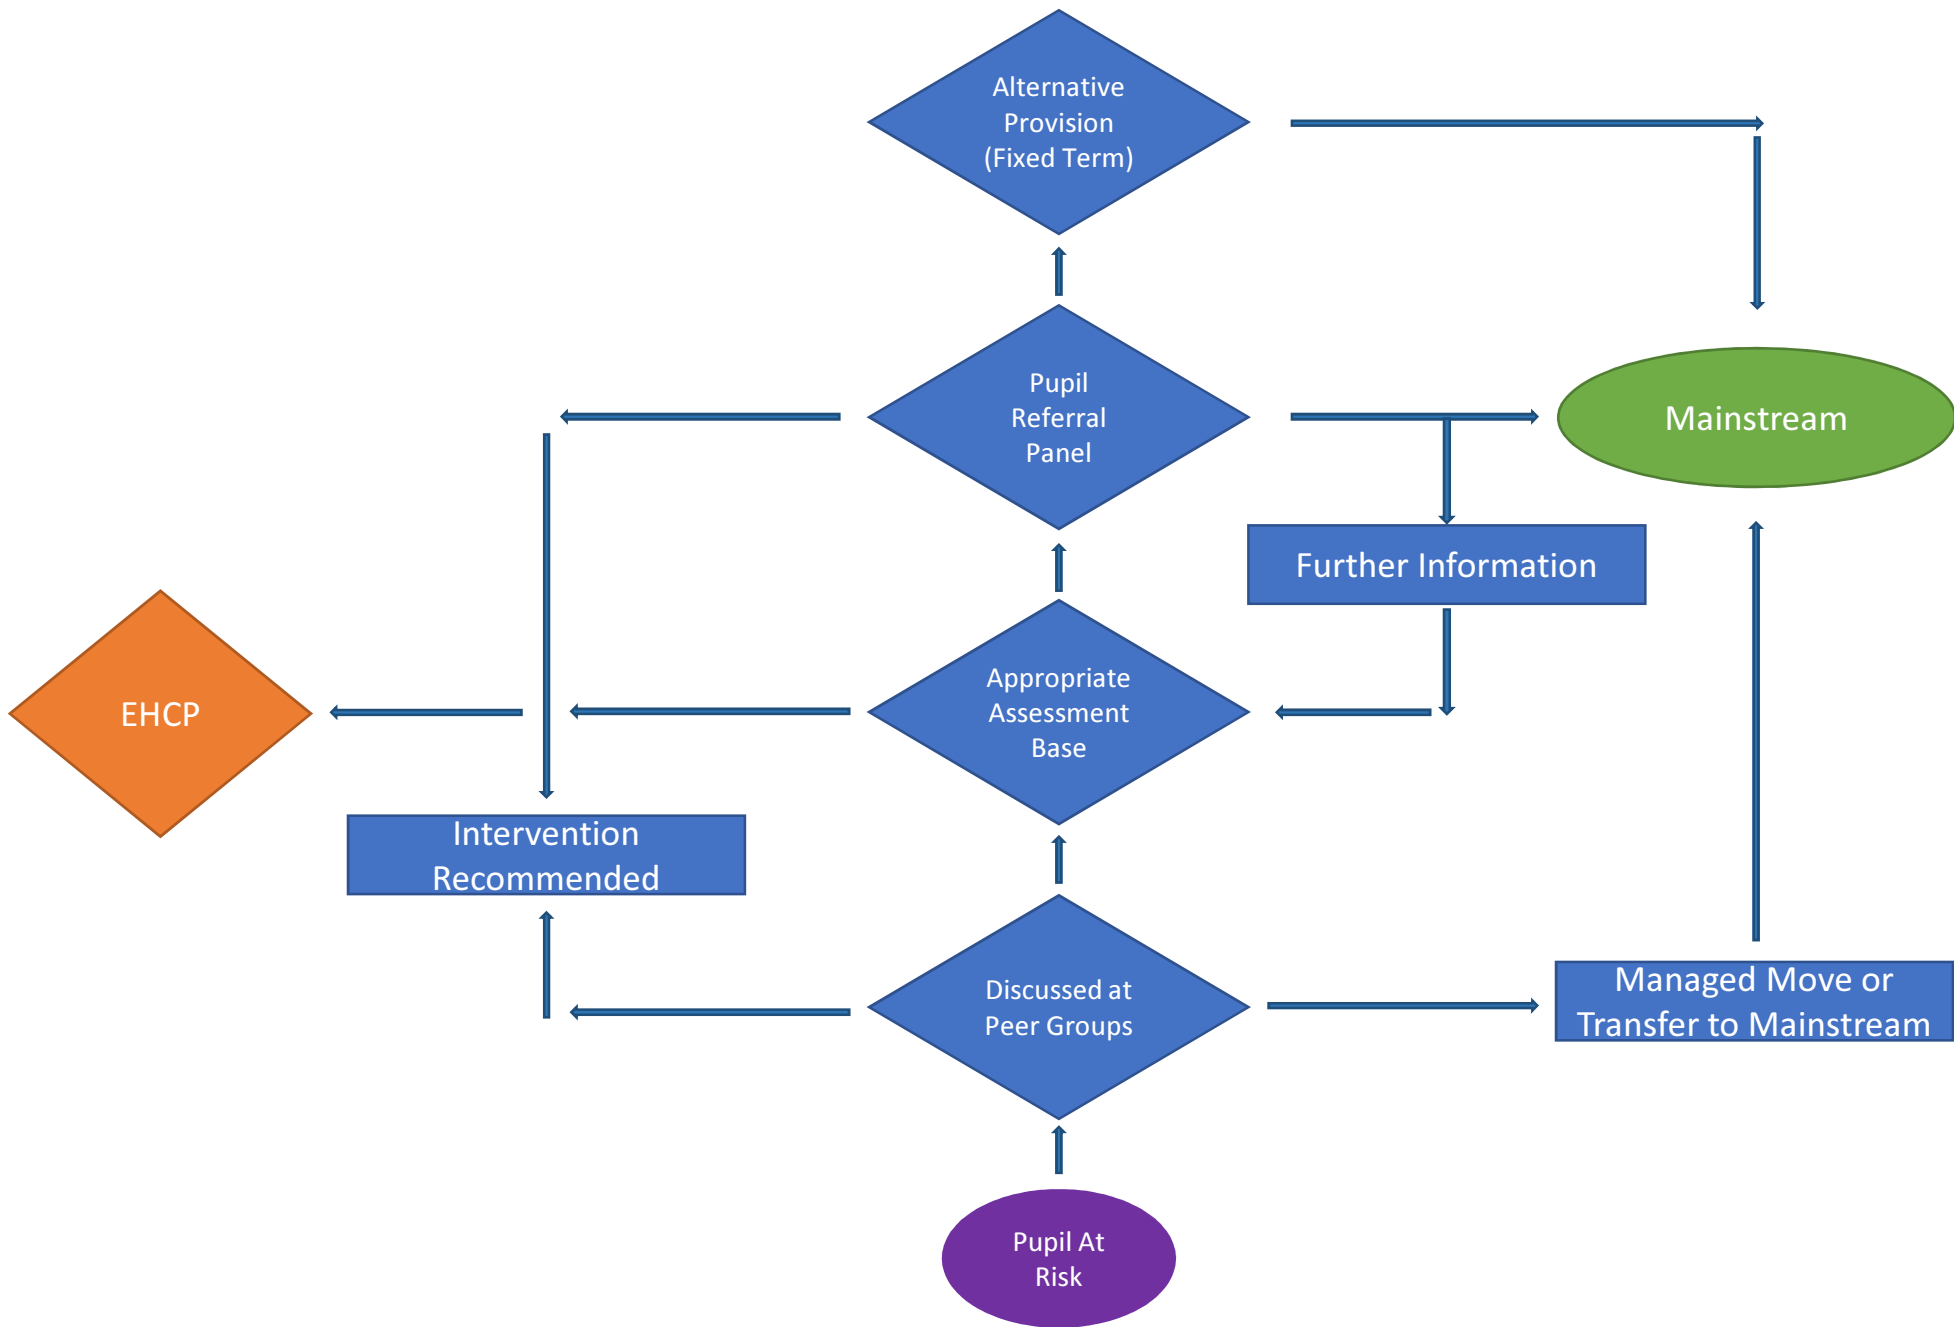 Alternative
Provision
(Fixed Term)
Pupil
Referral
Panel
Mainstream
Further Information
Appropriate
Assessment
Base
EHCP
Intervention
Recommended
Discussed at
Peer Groups
Managed Move or
Transfer to Mainstream
Pupil At
Risk